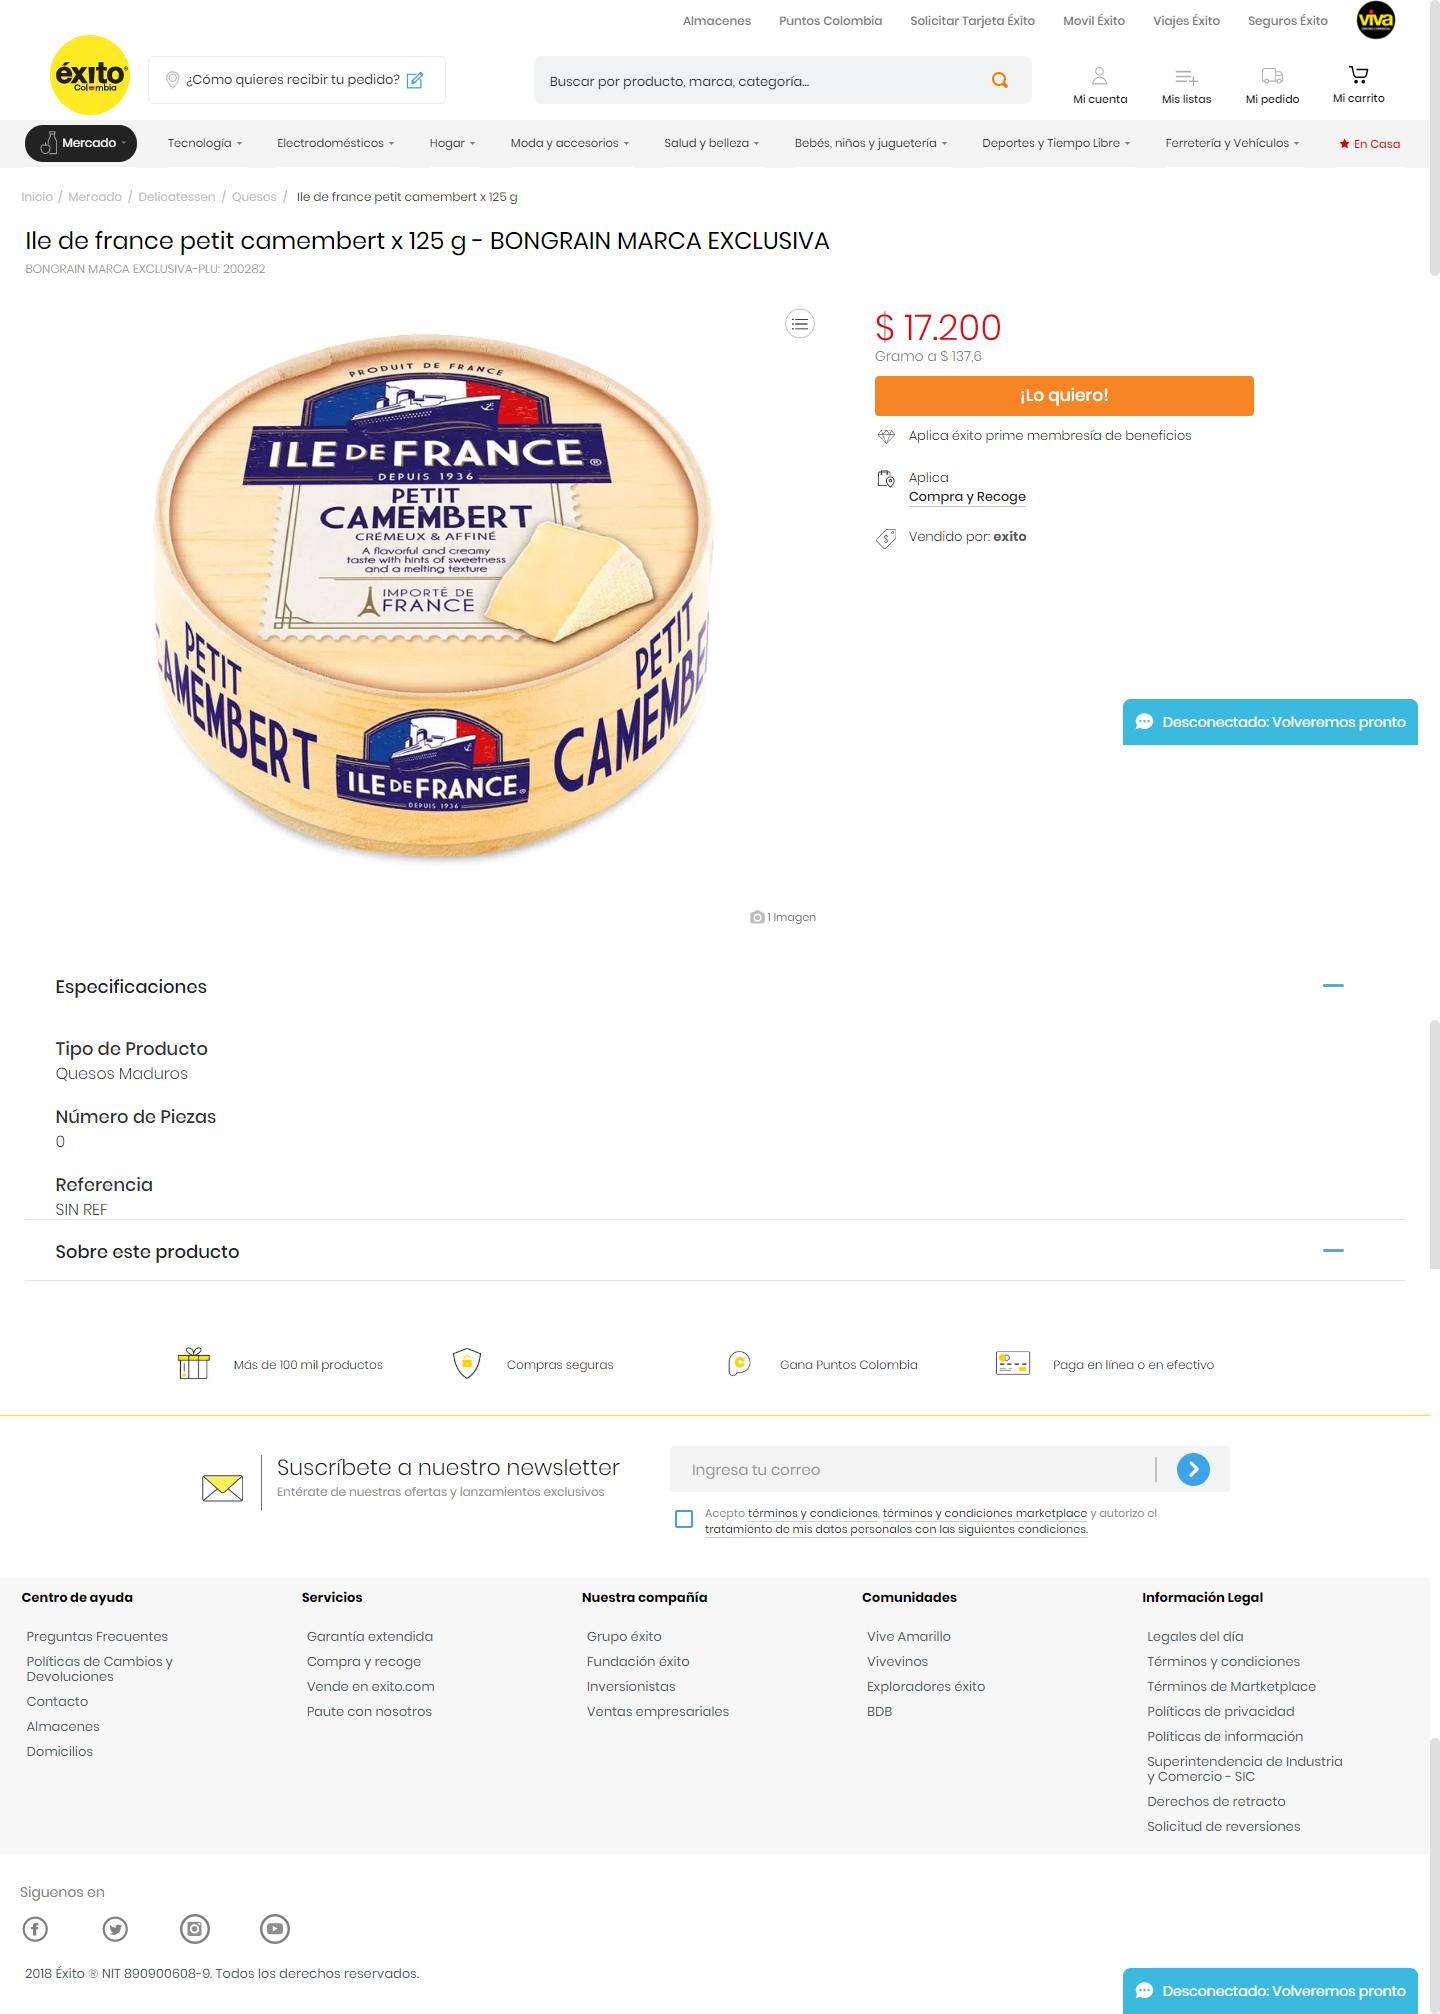 Almacenes Puntos Colombia Solicitar Tarjeta Éxito Movil Éxito Viajes Éxito Seguros Éxito viva
éxito
Colombia
¿Cómo quieres recibir tu pedido?
Buscar por producto, marca, categoría...
Mi cuenta Mis listas Mi pedido Mi carrito
Mercado Tecnología Electrodomésticos Hogar Moda y accesorios Salud y belleza Bebés, niños y juguetería Deportes y Tiempo Libre Ferretería y Vehículos En Casa
Inicio / Mercado / Delicatessen / Quesos / Ile de france petit camembert x 125 g
Ile de france petit camembert x 125 g - BONGRAIN MARCA EXCLUSIVA
BONGRAIN MARCA EXCLUSIVA-PLU: 200282
PRODUIT DE FRANCE
ILE DE FRANCE®
DEPUIS 1936
PETIT
CAMEMBERT
CRÉMEUX & AFFINÉ
A flavorful and creamy
taste with hints of sweetness
and a melting texture
IMPORTÉ DE
FRANCE
PETIT
CAMEMBERT
ILE DE FRANCE®
DEPUIS 1936
PETIT
CAMEMBE
$ 17.200
Gramo a $ 137,6
¡Lo quiero!
Aplica éxito prime membresía de beneficios
Aplica
Compra y Recoge
Vendido por: exito
Desconectado: Volveremos pronto
1 Imagen
Especificaciones
Tipo de Producto
Quesos Maduros
Número de Piezas
0
Referencia
SIN REF
Sobre este producto
Más de 100 mil productos Compras seguras Gana Puntos Colombia Paga en línea o en efectivo
Suscríbete a nuestro newsletter
Entérate de nuestras ofertas y lanzamientos exclusivos
Ingresa tu correo
Acepto términos y condiciones, términos y condiciones marketplace y autorizo el
tratamiento de mis datos personales con las siguientes condiciones.
Centro de ayuda
Preguntas Frecuentes
Políticas de Cambios y
Devoluciones
Contacto
Almacenes
Domicilios
Servicios
Garantía extendida
Compra y recoge
Vende en exito.com
Paute con nosotros
Nuestra compañía
Grupo éxito
Fundación éxito
Inversionistas
Ventas empresariales
Comunidades
Vive Amarillo
Vivevinos
Exploradores éxito
BDB
Información Legal
Legales del día
Términos y condiciones
Términos de Martketplace
Políticas de privacidad
Políticas de información
Superintendencia de Industria
y Comercio - SIC
Derechos de retracto
Solicitud de reversiones
Siguenos en
2018 Éxito ® NIT 890900608-9. Todos los derechos reservados.
Desconectado: Volveremos pronto